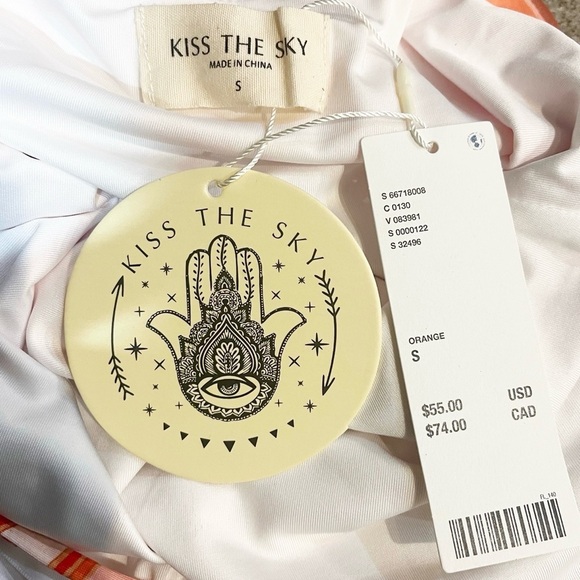 KISS THE SKY
MADE IN CHINA
S
KISS THE SKY
S 66718008
C 0130
V 083981
S 0000122
S 32496
ORANGE
S
$55.00 USD
$74.00 CAD
FL_140